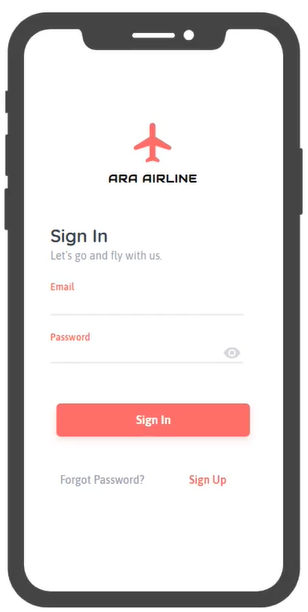 ARA AIRLINE
Sign In
Let's go and fly with us.
Email
Password
Sign In
Forgot Password? Sign Up